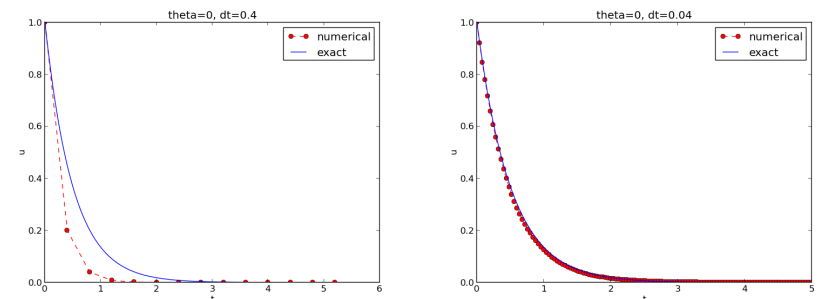 theta=0, dt=0.4
1.0
0.8
0.6
0.4
0.2
0.0
u
0 1 2 3 4 5 6
t
numerical
exact
theta=0, dt=0.04
1.0
0.8
0.6
0.4
0.2
0.0
u
0 1 2 3 4 5
t
numerical
exact